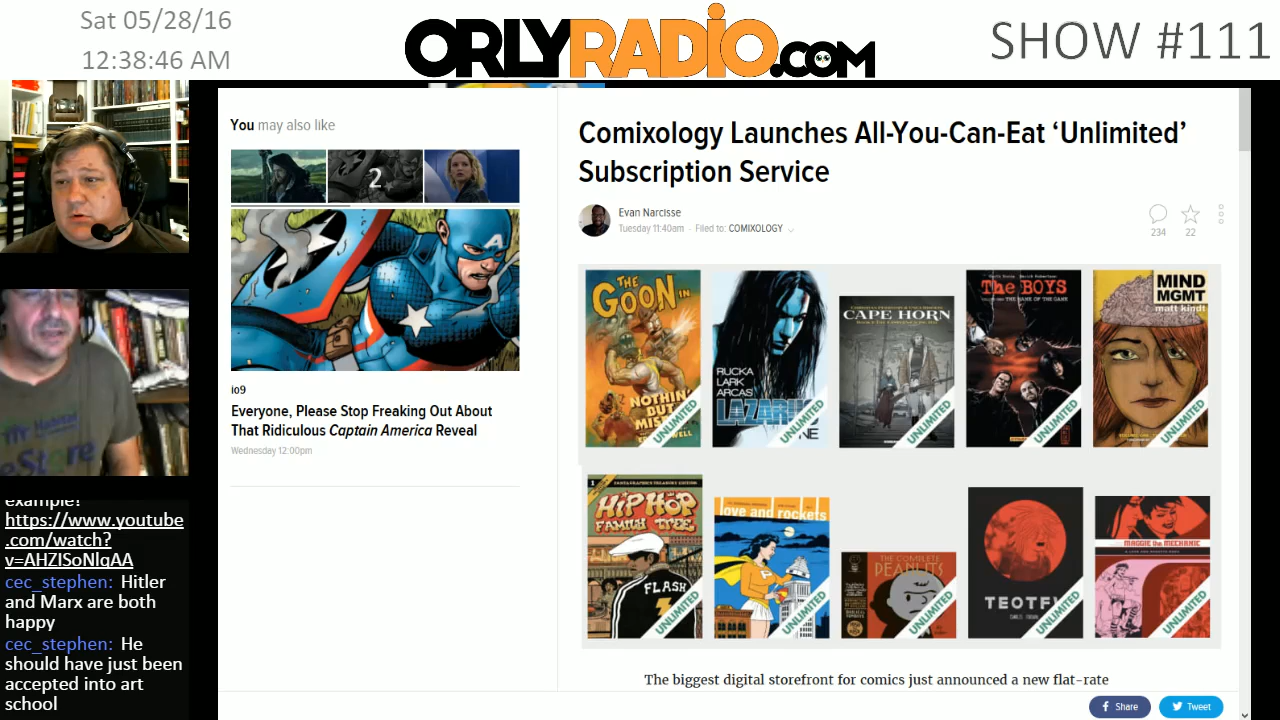 Sat 05/28/16
12:38:46 AM
ORLYRADiO.COM
SHOW #111
You may also like
2
io9
Everyone, Please Stop Freaking Out About
That Ridiculous Captain America Reveal
Wednesday 12:00pm
Comixology Launches All-You-Can-Eat ‘Unlimited’
Subscription Service
Evan Narcisse
Tuesday 11:40am - Filed to: COMIXOLOGY
234
22
THE
GOON IN
NOTHIN'
BUT
UNLIMITED
RUCKA
LARK
ARCAS
LAZARUS
UNLIMITED
CAPE HORN
UNLIMITED
The BOYS
UNLIMITED
MIND
MGMT
matt kindt
UNLIMITED
1
HIP HOP
FAMILY TREE
FLASH
UNLIMITED
love and rockets
UNLIMITED
THE COMPLETE
PEANUTS
UNLIMITED
TEOTFW
UNLIMITED
MAGGIE the MECHANIC
UNLIMITED
The biggest digital storefront for comics just announced a new flat-rate
Share
Tweet
example!
https://www.youtube
.com/watch?
v=AHZISoNlgAA
cec_stephen: Hitler
and Marx are both
happy
cec_stephen: He
should have just been
accepted into art
school